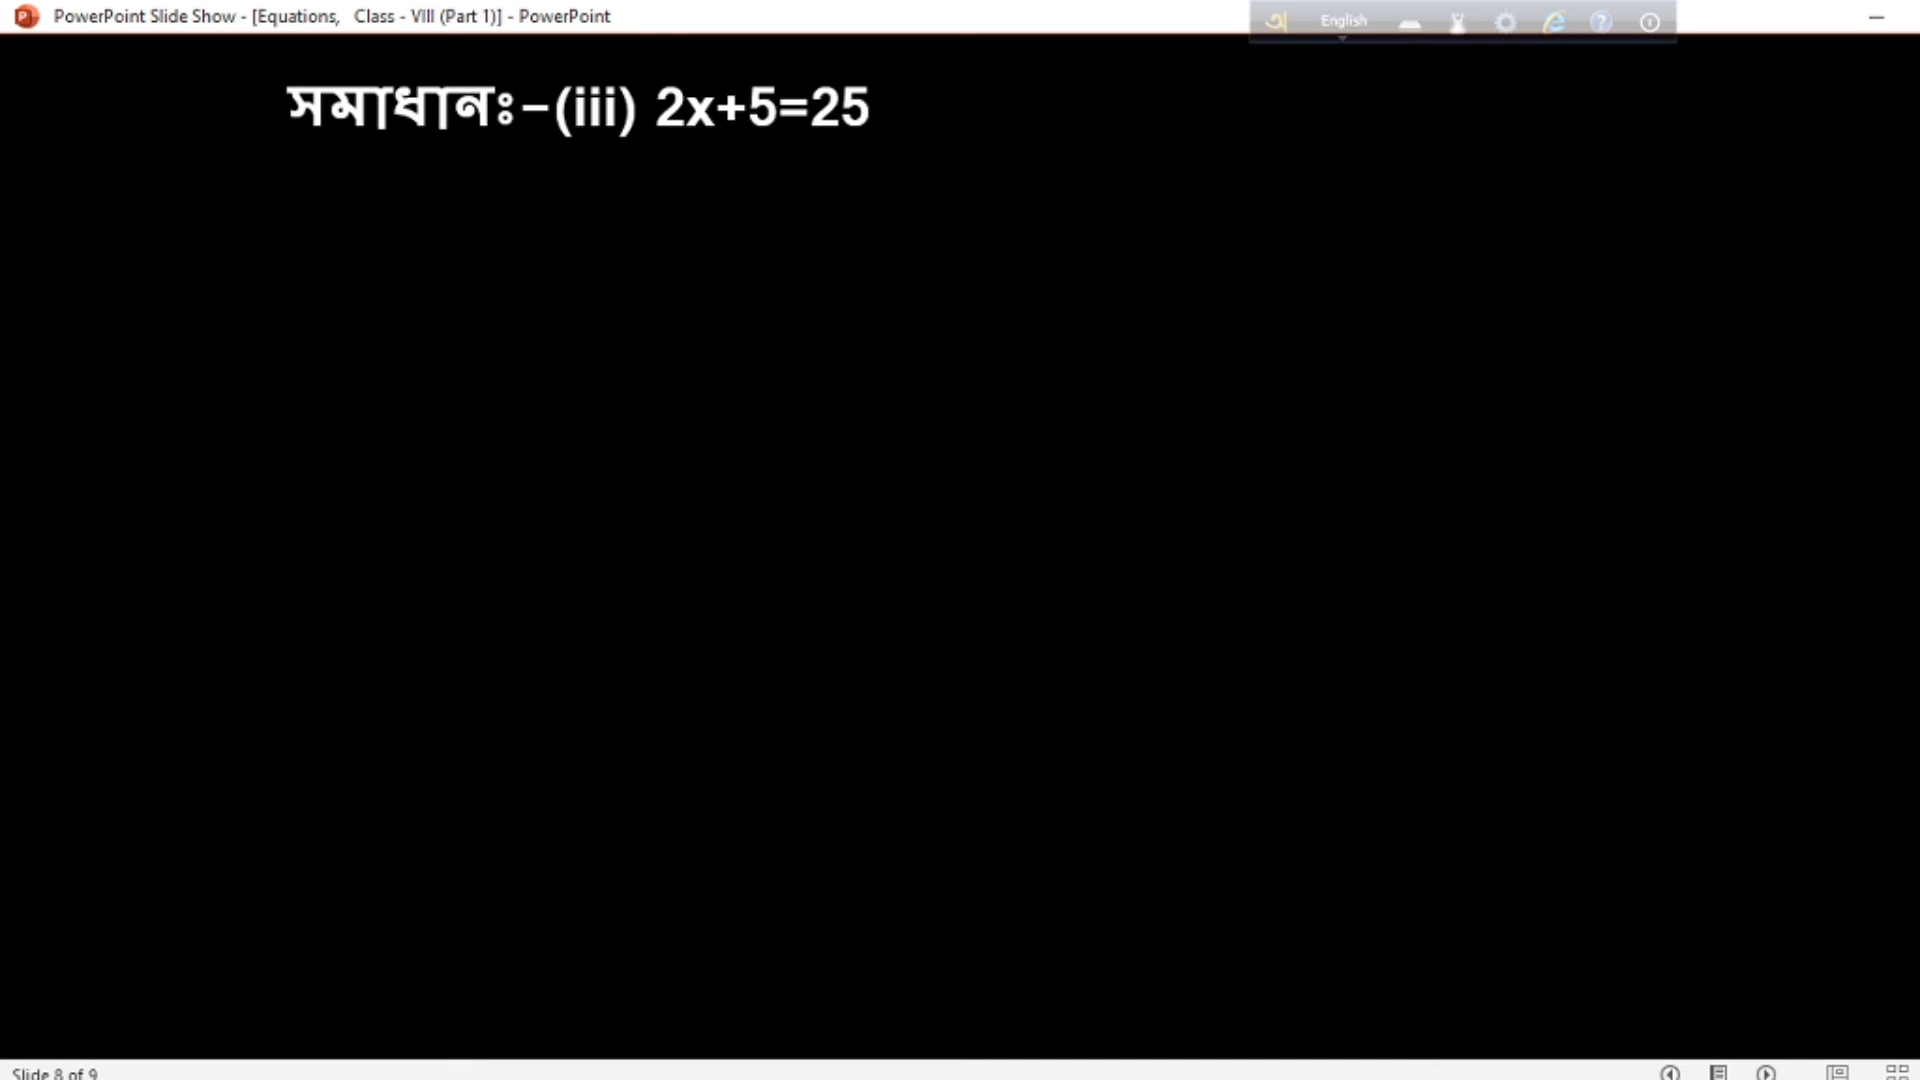 PowerPoint Slide Show - [Equations, Class - VIII (Part 1)] - PowerPoint
অ English
সমাধানঃ-(iii) 2x+5=25
Slide 8 of 9